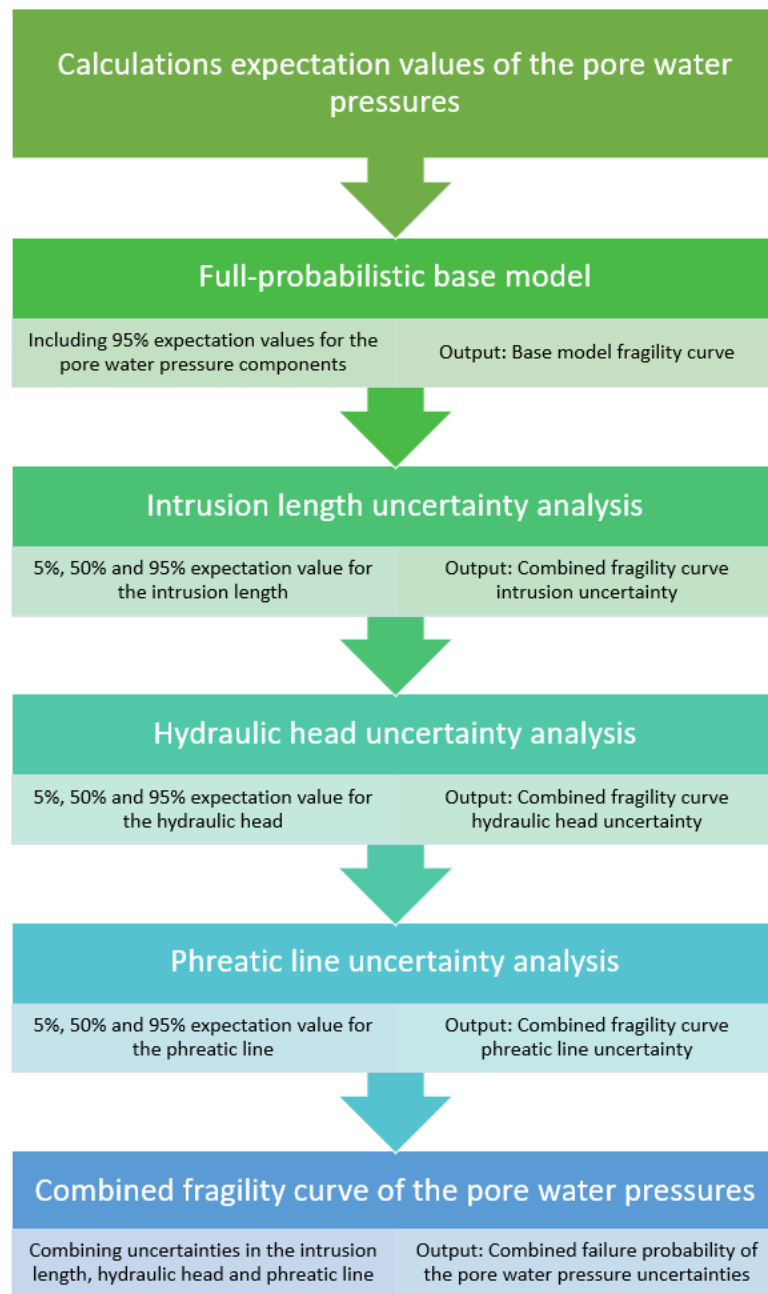 Calculations expectation values of the pore water
pressures
Full-probabilistic base model
Including 95% expectation values for the
pore water pressure components
Output: Base model fragility curve
Intrusion length uncertainty analysis
5%, 50% and 95% expectation value for
the intrusion length
Output: Combined fragility curve
intrusion uncertainty
Hydraulic head uncertainty analysis
5%, 50% and 95% expectation value for
the hydraulic head
Output: Combined fragility curve
hydraulic head uncertainty
Phreatic line uncertainty analysis
5%, 50% and 95% expectation value for
the phreatic line
Output: Combined fragility curve
phreatic line uncertainty
Combined fragility curve of the pore water pressures
Combining uncertainties in the intrusion
length, hydraulic head and phreatic line
Output: Combined failure probability of
the pore water pressure uncertainties